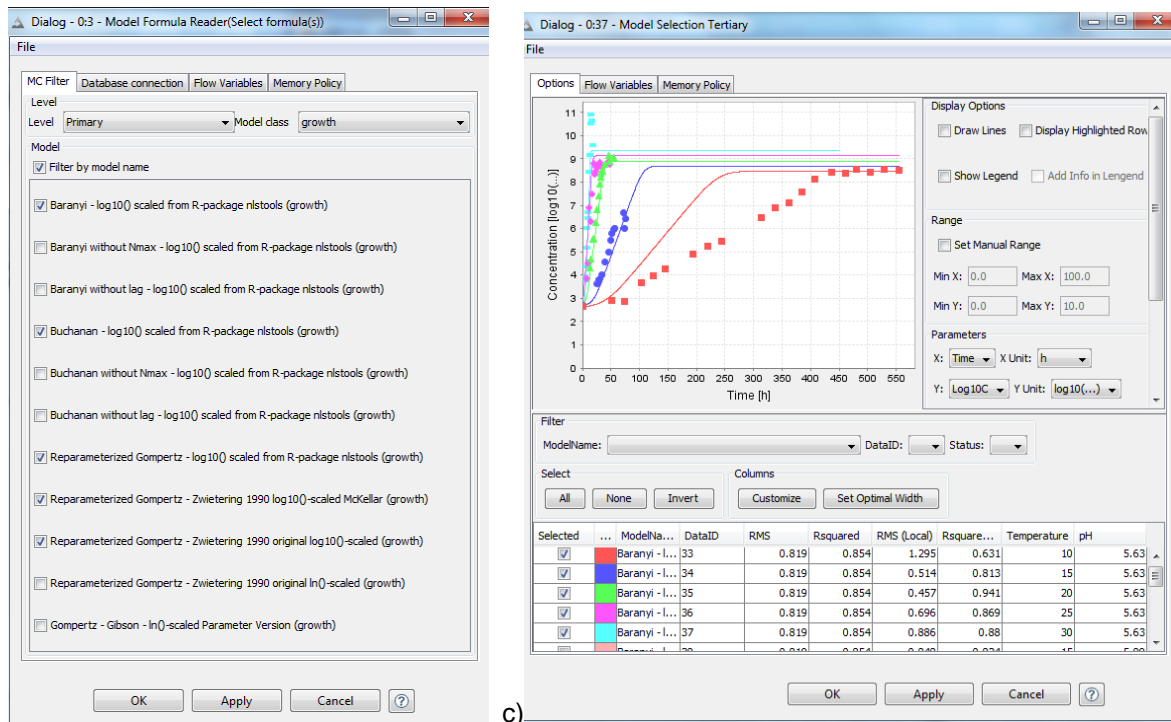 Dialog - 0:3 - Model Formula Reader(Select formula(s))
File
MC Filter Database connection Flow Variables Memory Policy
Level
Level Primary Model class growth
Model
Filter by model name
Baranyi - log10() scaled from R-package nlstools (growth)
Baranyi without Nmax - log10() scaled from R-package nlstools (growth)
Baranyi without lag - log10() scaled from R-package nlstools (growth)
Buchanan - log10() scaled from R-package nlstools (growth)
Buchanan without Nmax - log10() scaled from R-package nlstools (growth)
Buchanan without lag - log10() scaled from R-package nlstools (growth)
Reparameterized Gompertz - log10() scaled from R-package nlstools (growth)
Reparameterized Gompertz - Zwietering 1990 log10()-scaled McKellar (growth)
Reparameterized Gompertz - Zwietering 1990 original log10()-scaled (growth)
Reparameterized Gompertz - Zwietering 1990 original ln()-scaled (growth)
Gompertz - Gibson - ln()-scaled Parameter Version (growth)
OK Apply Cancel ?
c)
Dialog - 0:37 - Model Selection Tertiary
File
Options Flow Variables Memory Policy
11
10
9
8
7
6
5
4
3
2
1
0
Concentration [log10(...)]
0 50 100 150 200 250 300 350 400 450 500 550
Time [h]
Display Options
Draw Lines Display Highlighted Row
Show Legend Add Info in Lengend
Range
Set Manual Range
Min X: 0.0 Max X: 100.0
Min Y: 0.0 Max Y: 10.0
Parameters
X: Time X Unit: h
Y: Log10C Y Unit: log10(...)
Filter
ModelName: DataID: Status:
Select Columns
All None Invert Customize Set Optimal Width
Selected ... ModelNa... DataID RMS Rsquared RMS (Local) Rsquare... Temperature pH
Baranyi - l... 33 0.819 0.854 1.295 0.631 10 5.63
Baranyi - l... 34 0.819 0.854 0.514 0.813 15 5.63
Baranyi - l... 35 0.819 0.854 0.457 0.941 20 5.63
Baranyi - l... 36 0.819 0.854 0.696 0.869 25 5.63
Baranyi - l... 37 0.819 0.854 0.886 0.88 30 5.63
OK Apply Cancel ?